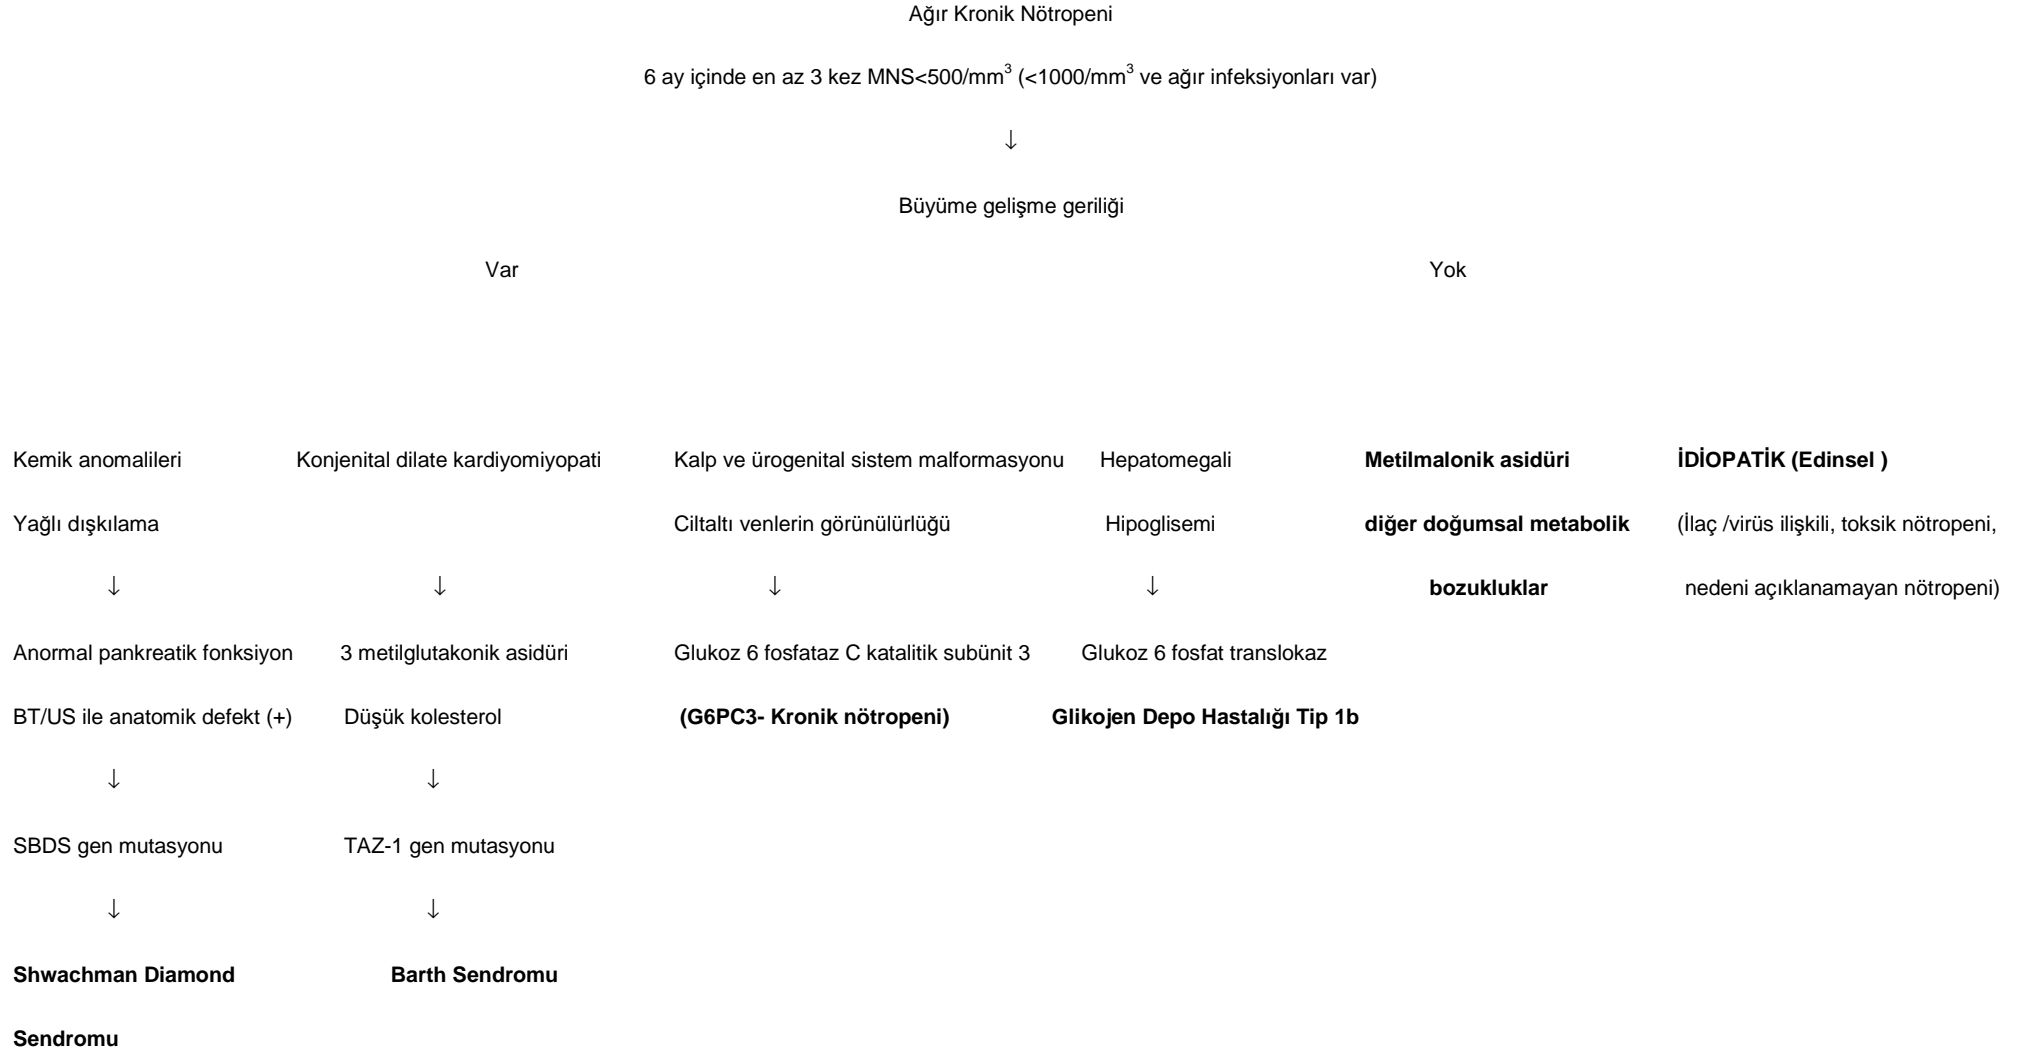 Ağır Kronik Nötropeni
6 ay içinde en az 3 kez MNS<500/mm³ (<1000/mm³ ve ağır infeksiyonları var)
↓
Büyüme gelişme geriliği
Var Yok
Kemik anomalileri Konjenital dilate kardiyomiyopati Kalp ve ürogenital sistem malformasyonu Hepatomegali Metilmalonik asidüri İDİOPATİK (Edinsel )
Yağlı dışkılama Ciltaltı venlerin görünülürlüğü Hipoglisemi diğer doğumsal metabolik (İlaç /virüs ilişkili, toksik nötropeni,
↓ ↓ ↓ ↓ bozukluklar nedeni açıklanamayan nötropeni)
Anormal pankreatik fonksiyon 3 metilglutakonik asidüri Glukoz 6 fosfataz C katalitik subünit 3 Glukoz 6 fosfat translokaz
BT/US ile anatomik defekt (+) Düşük kolesterol (G6PC3- Kronik nötropeni) Glikojen Depo Hastalığı Tip 1b
↓ ↓
SBDS gen mutasyonu TAZ-1 gen mutasyonu
↓ ↓
Shwachman Diamond Barth Sendromu
Sendromu